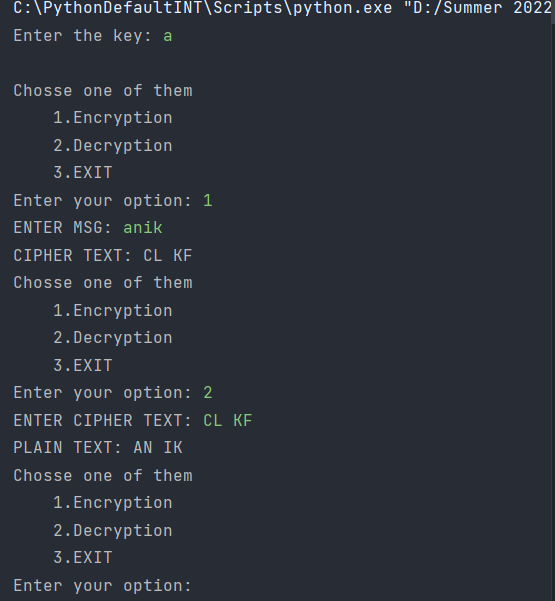 C:\PythonDefaultINT\Scripts\python.exe "D:/Summer 2022
Enter the key: a
Chosse one of them
1.Encryption
2.Decryption
3.EXIT
Enter your option: 1
ENTER MSG: anik
CIPHER TEXT: CL KF
Chosse one of them
1.Encryption
2.Decryption
3.EXIT
Enter your option: 2
ENTER CIPHER TEXT: CL KF
PLAIN TEXT: AN IK
Chosse one of them
1.Encryption
2.Decryption
3.EXIT
Enter your option: